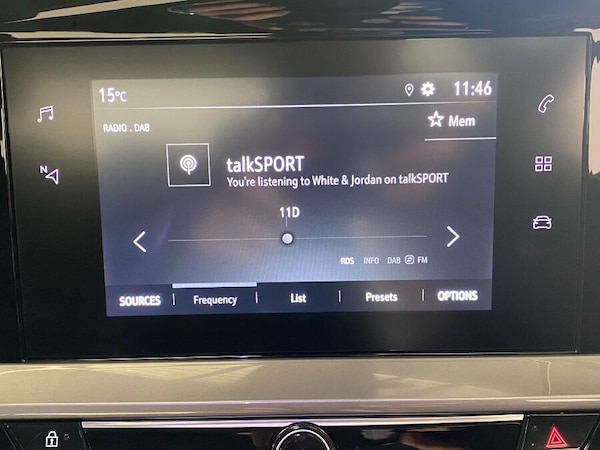 15°C 11:46
RADIO . DAB
Mem
talkSPORT
You're listening to White & Jordan on talkSPORT
11D
RDS INFO DAB FM
SOURCES Frequency List Presets OPTIONS
N